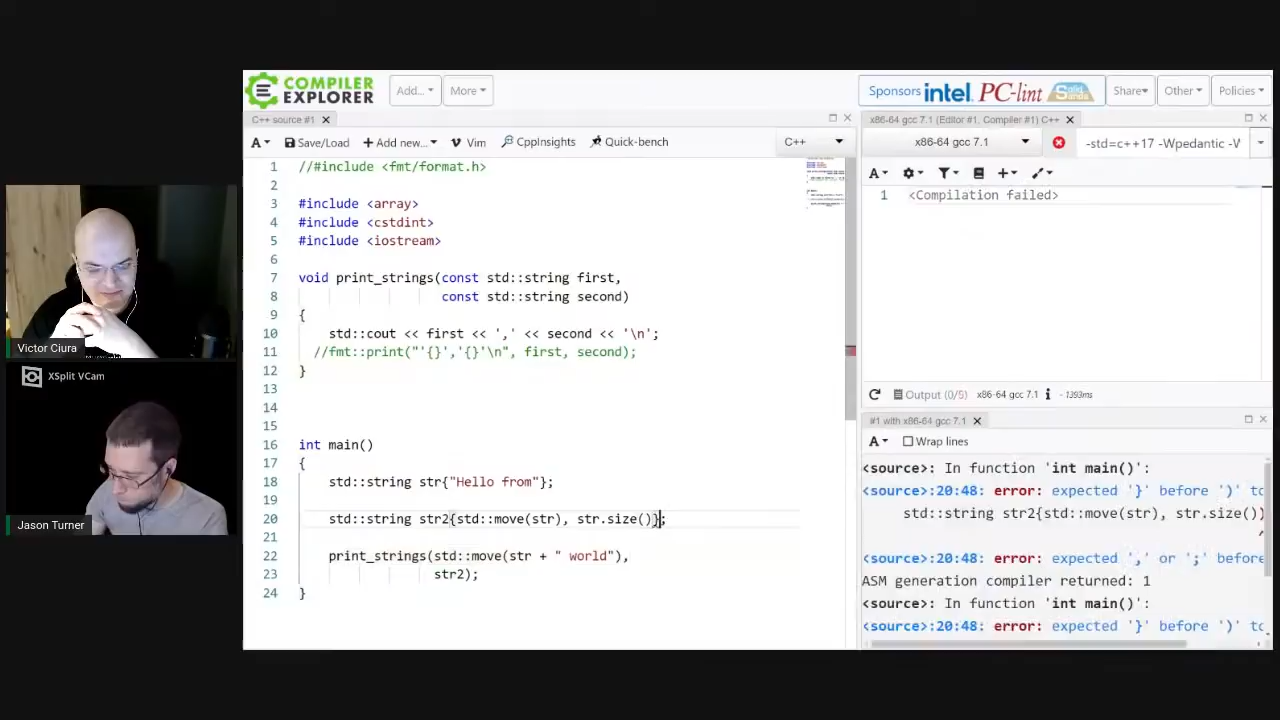 COMPILER
EXPLORER
Add...
More
Sponsors intel PC-lint Solid Sands
Share
Other
Policies
C++ source #1
x86-64 gcc 7.1 (Editor #1, Compiler #1) C++
A
Save/Load
Add new...
Vim
CppInsights
Quick-bench
C++
x86-64 gcc 7.1
-std=c++17 -Wpedantic -W
A
1 <Compilation failed>
1 //#include <fmt/format.h>
2
3 #include <array>
4 #include <cstdint>
5 #include <iostream>
6
7 void print_strings(const std::string first,
8 const std::string second)
9 {
10 std::cout << first << ',' << second << '\n';
11 //fmt::print("'{}','{}'\n", first, second);
12 }
13
14
15
16 int main()
17 {
18 std::string str{"Hello from"};
19
20 std::string str2{std::move(str), str.size()};
21
22 print_strings(std::move(str + " world"),
23 str2);
24 }
Output (0/5) x86-64 gcc 7.1 - 1393ms
#1 with x86-64 gcc 7.1
A
Wrap lines
<source>: In function 'int main()':
<source>:20:48: error: expected '}' before ')' to
std::string str2{std::move(str), str.size())
<source>:20:48: error: expected ',' or ';' before
ASM generation compiler returned: 1
<source>: In function 'int main()':
<source>:20:48: error: expected '}' before ')' to
Victor Ciura
XSplit VCam
Jason Turner